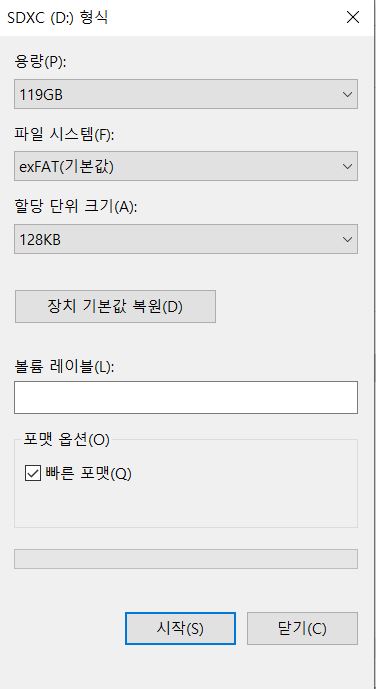 SDXC (D:) 형식
용량(P):
119GB
파일 시스템(F):
exFAT(기본값)
할당 단위 크기(A):
128KB
장치 기본값 복원(D)
볼륨 레이블(L):
포맷 옵션(O)
빠른 포맷(Q)
시작(S)
닫기(C)